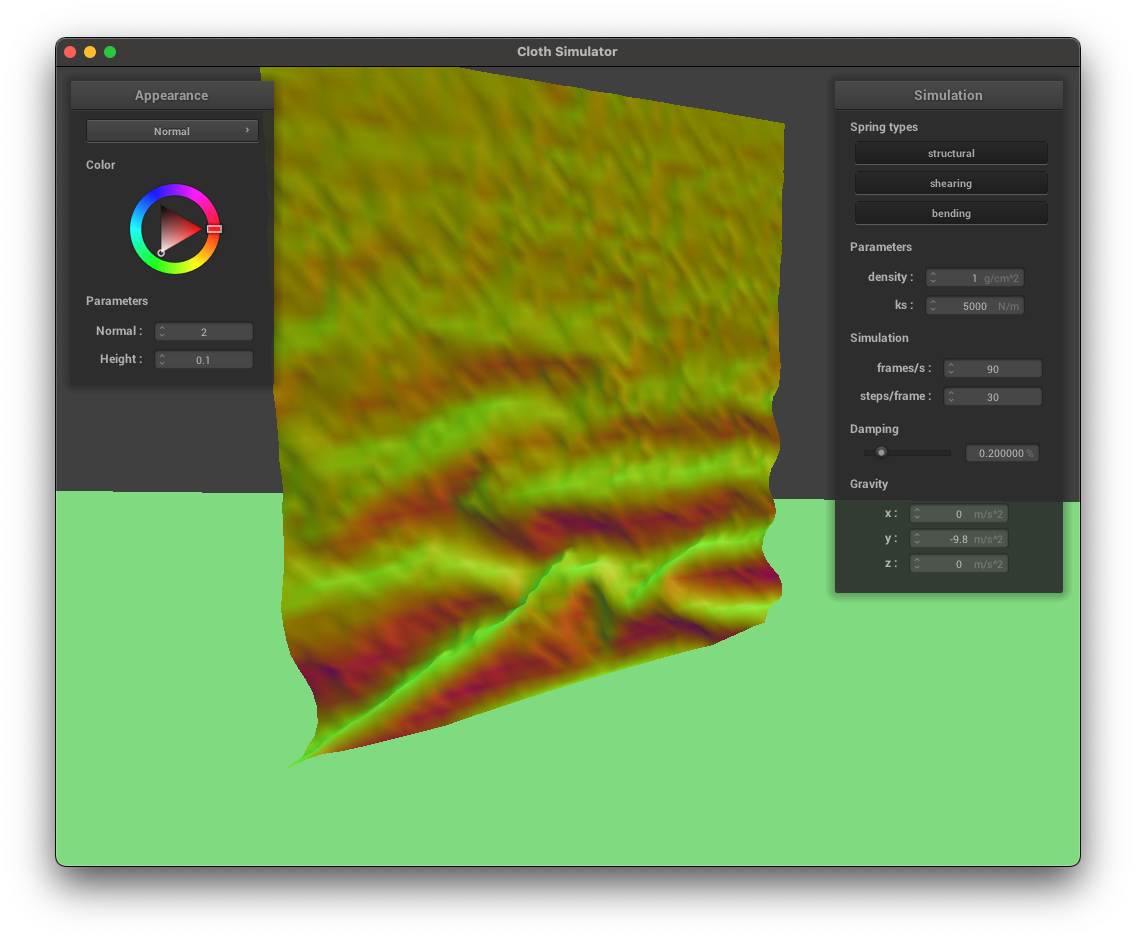 Cloth Simulator
Appearance
Normal ›
Color
Parameters
Normal : 2
Height : 0.1
Simulation
Spring types
structural
shearing
bending
Parameters
density : 1 g/cm^2
ks : 5000 N/m
Simulation
frames/s : 90
steps/frame : 30
Damping
0.200000 %
Gravity
x : 0 m/s^2
y : -9.8 m/s^2
z : 0 m/s^2